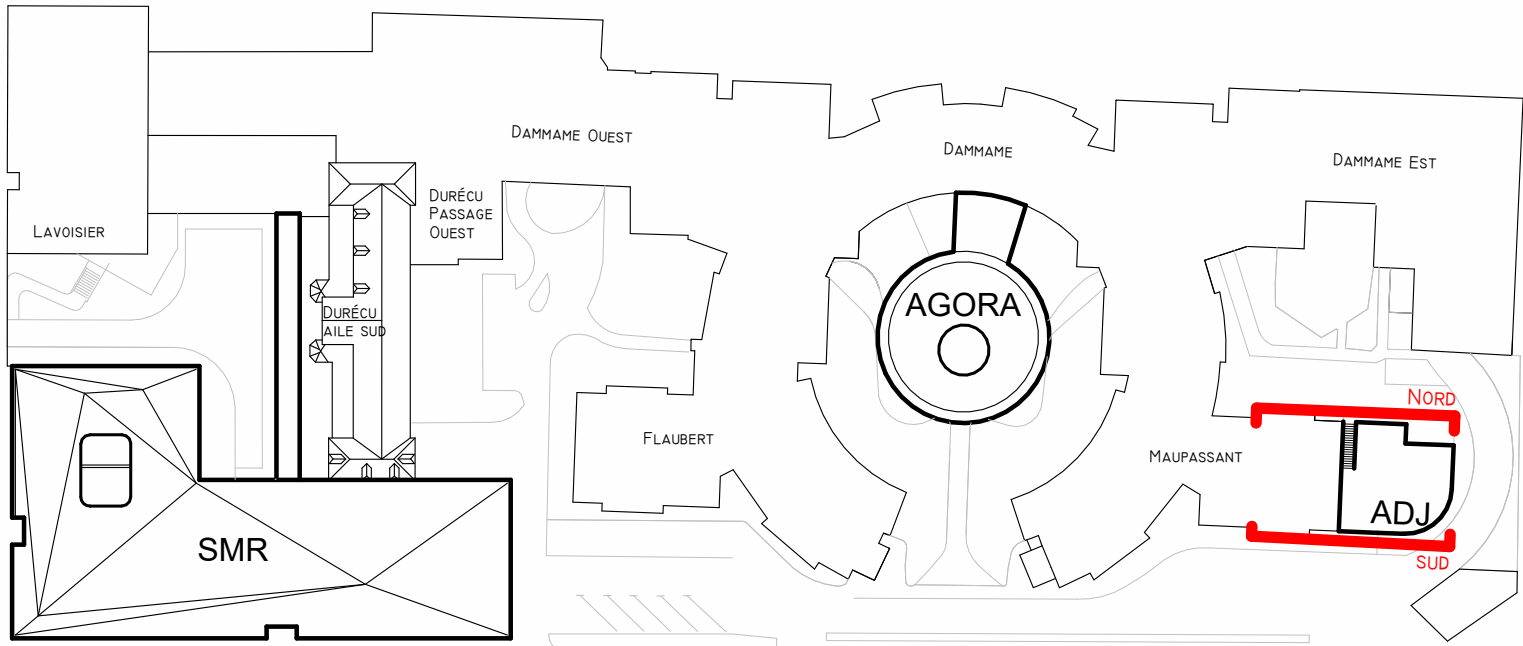 DAMMAME OUEST
DAMMAME
DAMMAME EST
DURÉCU
PASSAGE
OUEST
LAVOISIER
AGORA
DURÉCU
AILE SUD
NORD
FLAUBERT
MAUPASSANT
ADJ
SMR
SUD